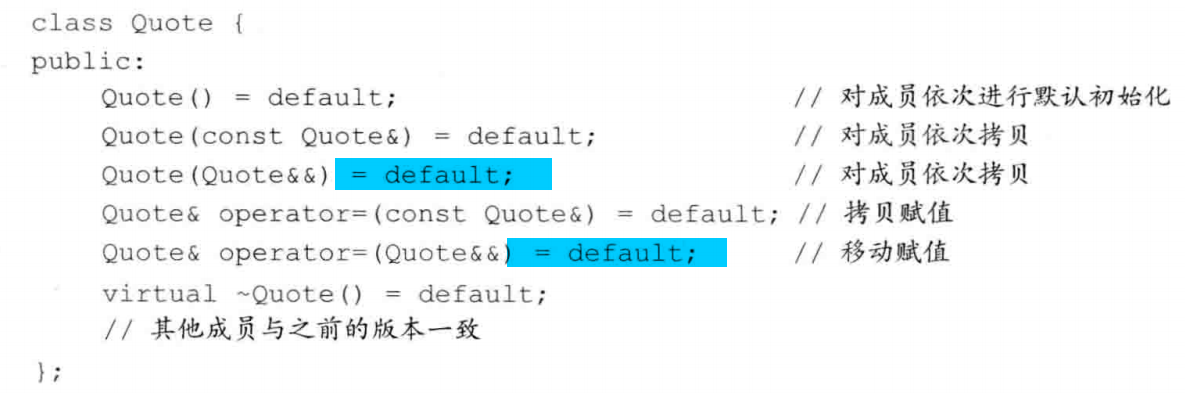 class Quote {
public:
    Quote() = default;                        // 对成员依次进行默认初始化
    Quote(const Quote&) = default;            // 对成员依次拷贝
    Quote(Quote&&) = default;                 // 对成员依次拷贝
    Quote& operator=(const Quote&) = default; // 拷贝赋值
    Quote& operator=(Quote&&) = default;      // 移动赋值
    virtual ~Quote() = default;
    // 其他成员与之前的版本一致
};